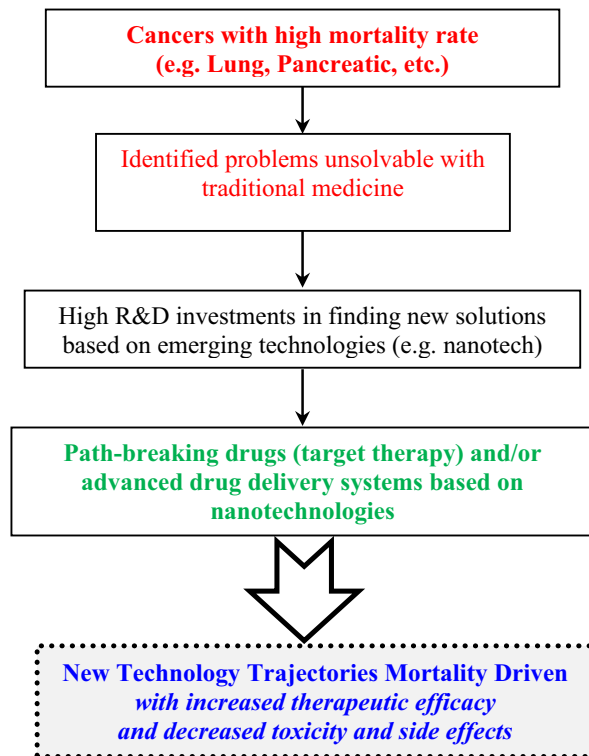 Cancers with high mortality rate
(e.g. Lung, Pancreatic, etc.)
Identified problems unsolvable with
traditional medicine
High R&D investments in finding new solutions
based on emerging technologies (e.g. nanotech)
Path-breaking drugs (target therapy) and/or
advanced drug delivery systems based on
nanotechnologies
New Technology Trajectories Mortality Driven
with increased therapeutic efficacy
and decreased toxicity and side effects